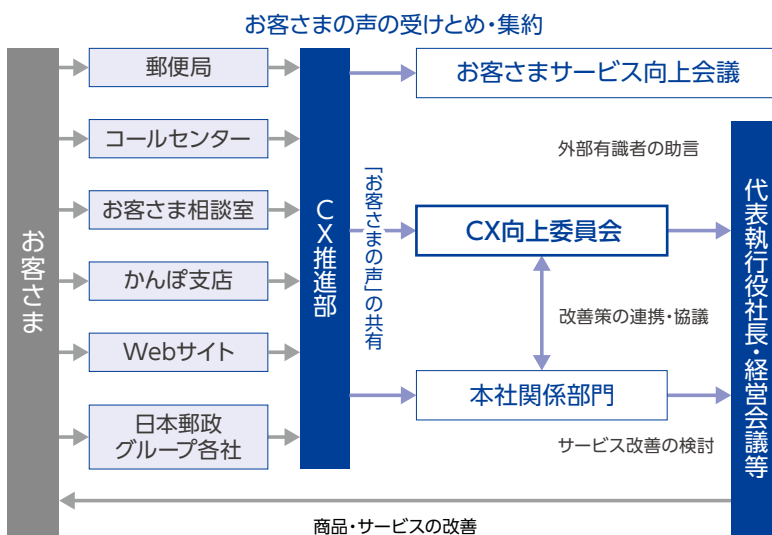 お客さまの声の受けとめ・集約
お客さま
郵便局
コールセンター
お客さま相談室
かんぽ支店
Webサイト
日本郵政
グループ各社
CX推進部
「お客さまの声」の共有
お客さまサービス向上会議
外部有識者の助言
CX向上委員会
改善策の連携・協議
本社関係部門
サービス改善の検討
代表執行役社長・経営会議等
商品・サービスの改善